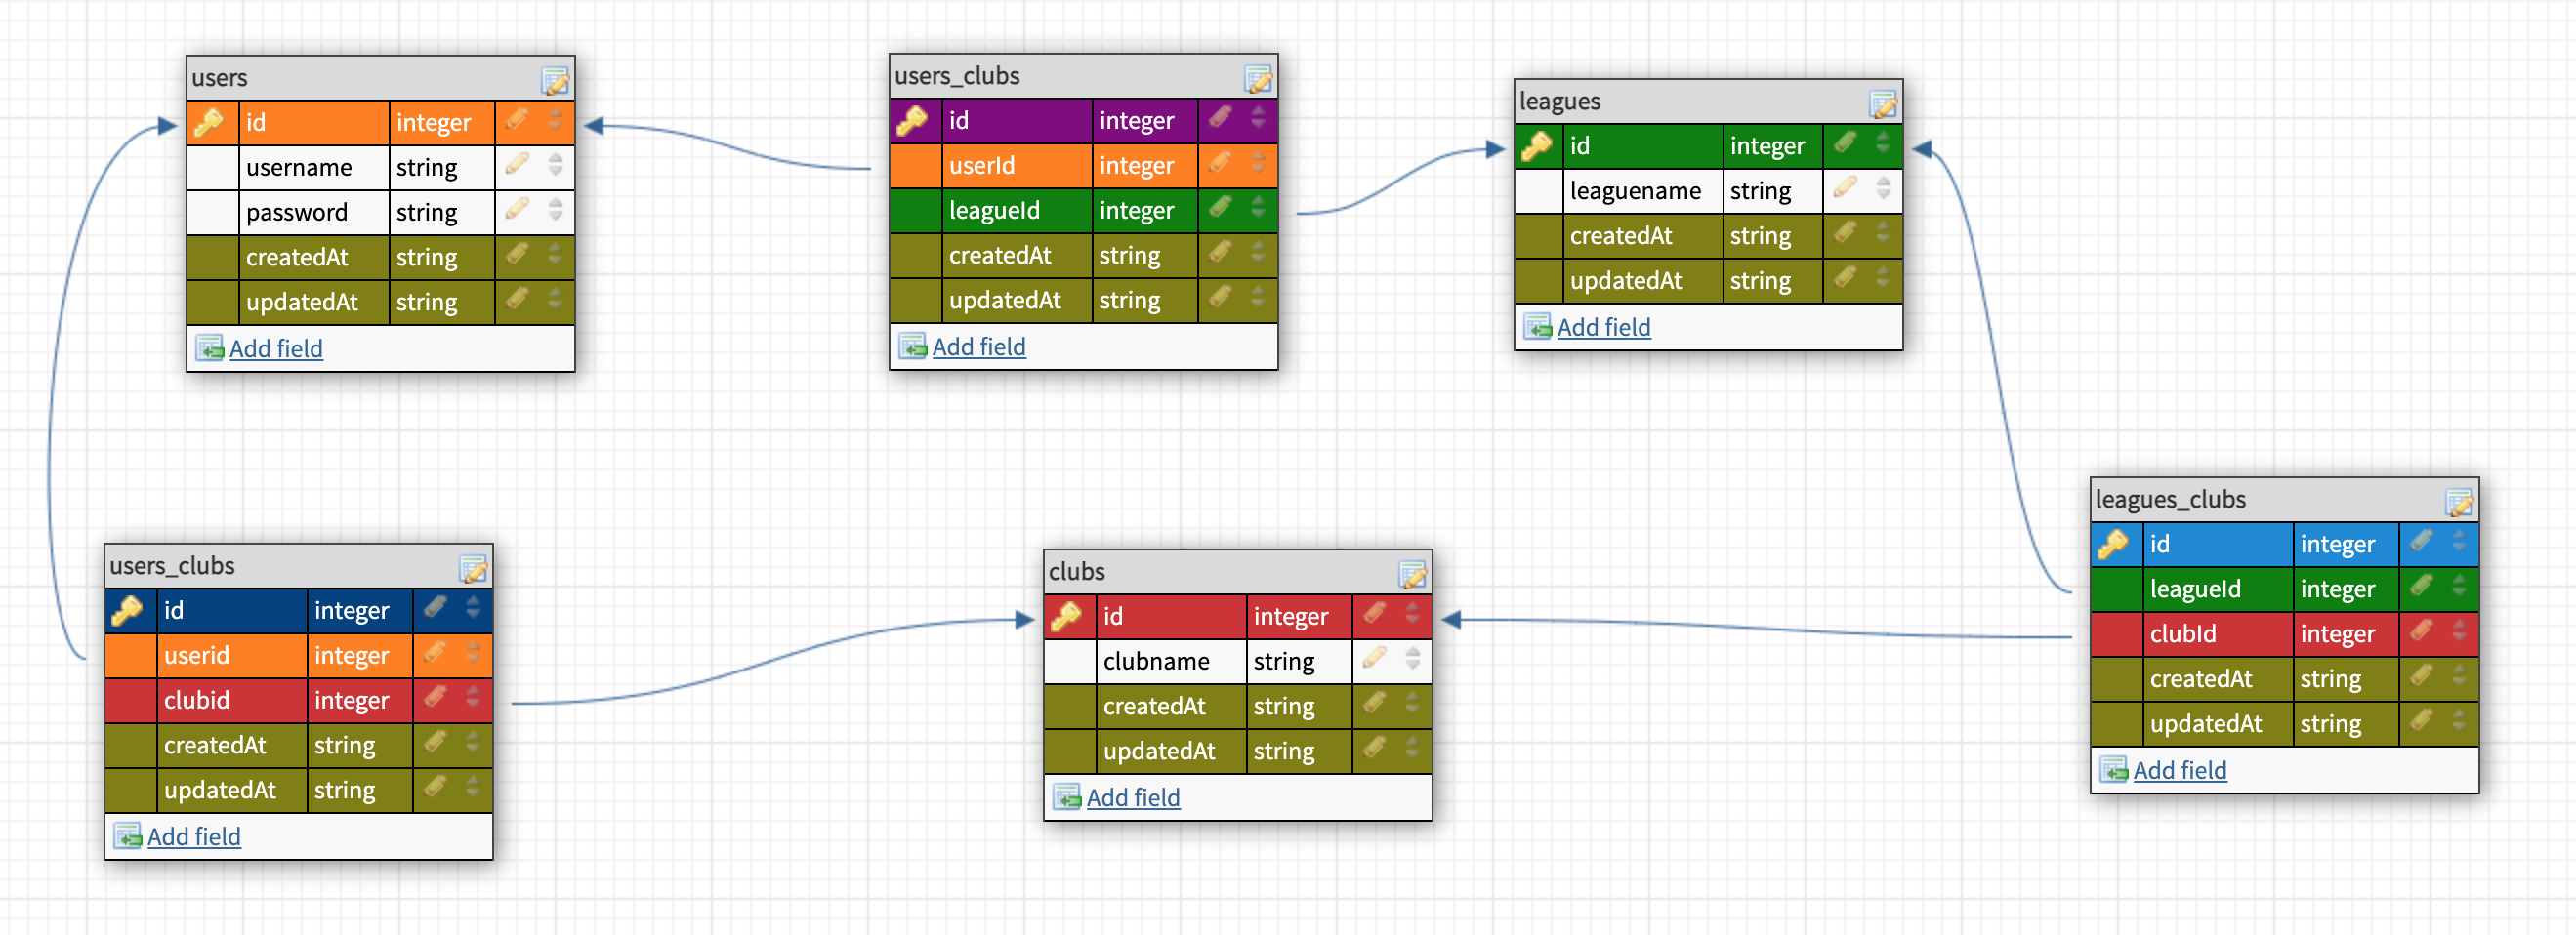 users
id integer
username string
password string
createdAt string
updatedAt string
Add field
users_clubs
id integer
userId integer
leagueId integer
createdAt string
updatedAt string
Add field
leagues
id integer
leaguename string
createdAt string
updatedAt string
Add field
users_clubs
id integer
userid integer
clubid integer
createdAt string
updatedAt string
Add field
clubs
id integer
clubname string
createdAt string
updatedAt string
Add field
leagues_clubs
id integer
leagueId integer
clubId integer
createdAt string
updatedAt string
Add field